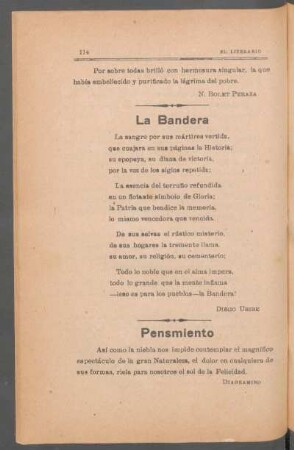 114 EL LITERARIO
Por sobre todas brilló con hermosura singular, la que
había embellecido y purificado la lágrima del pobre.
N. BOLET PERAZA.
La Bandera
La sangre por sus mártires vertida,
que cuajara en sus páginas la Historia;
su epopeya, su diana de victoria,
por la voz de los siglos repetida;
La esencia del terruño refundida
en un flotante símbolo de Gloria;
la Patria que bendice la memoria,
lo mismo vencedora que vencida.
De sus selvas el rústico misterio,
de sus hogares la tremente llama,
su amor, su religión, su cementerio;
Todo lo noble que en el alma impera,
todo lo grande que la mente inflama
—¡eso es para los pueblos—la Bandera!
DIEGO URIBE
Pensmiento
Así como la niebla nos impide contemplar el magnífico
espectáculo de la gran Naturaleza, el dolor en cualquiera de
sus formas, riela para nosotros el sol de la Felicidad.